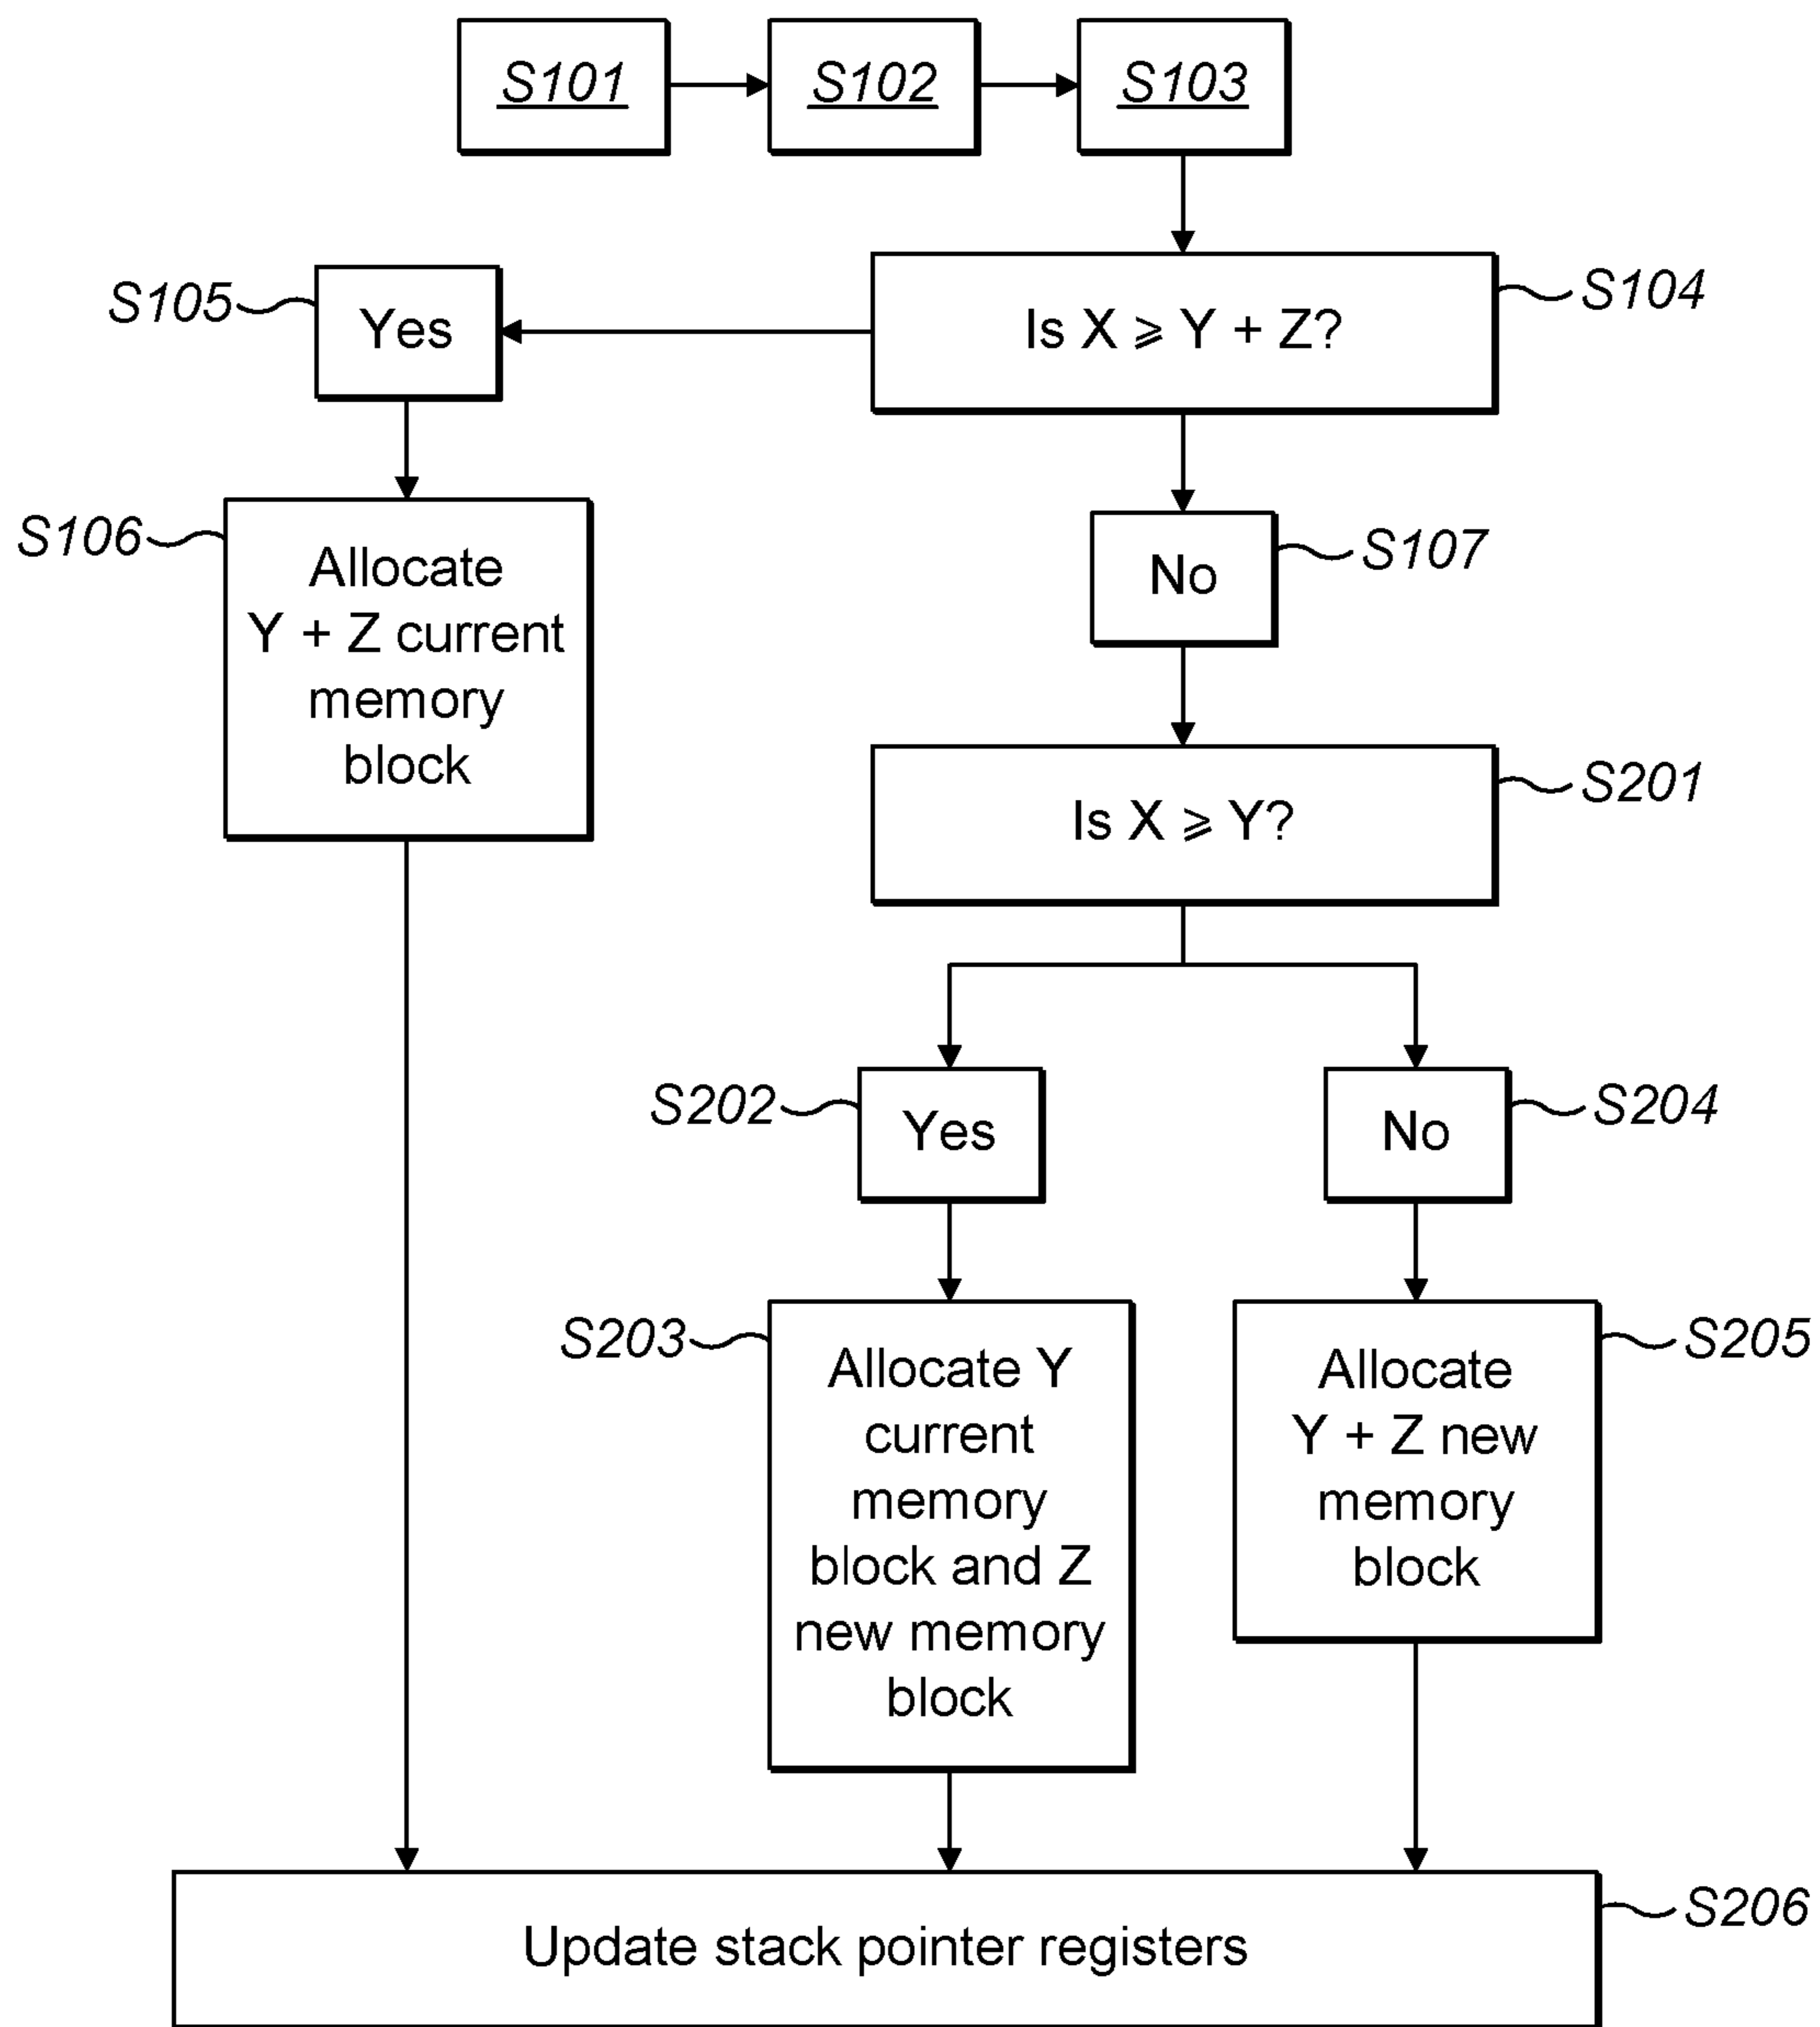 S101
S102
S103
S104
Is X ⩾ Y + Z?
S105
Yes
S106
Allocate
Y + Z current
memory
block
S107
No
S201
Is X ⩾ Y?
S202
Yes
S204
No
S203
Allocate Y
current
memory
block and Z
new memory
block
S205
Allocate
Y + Z new
memory
block
S206
Update stack pointer registers